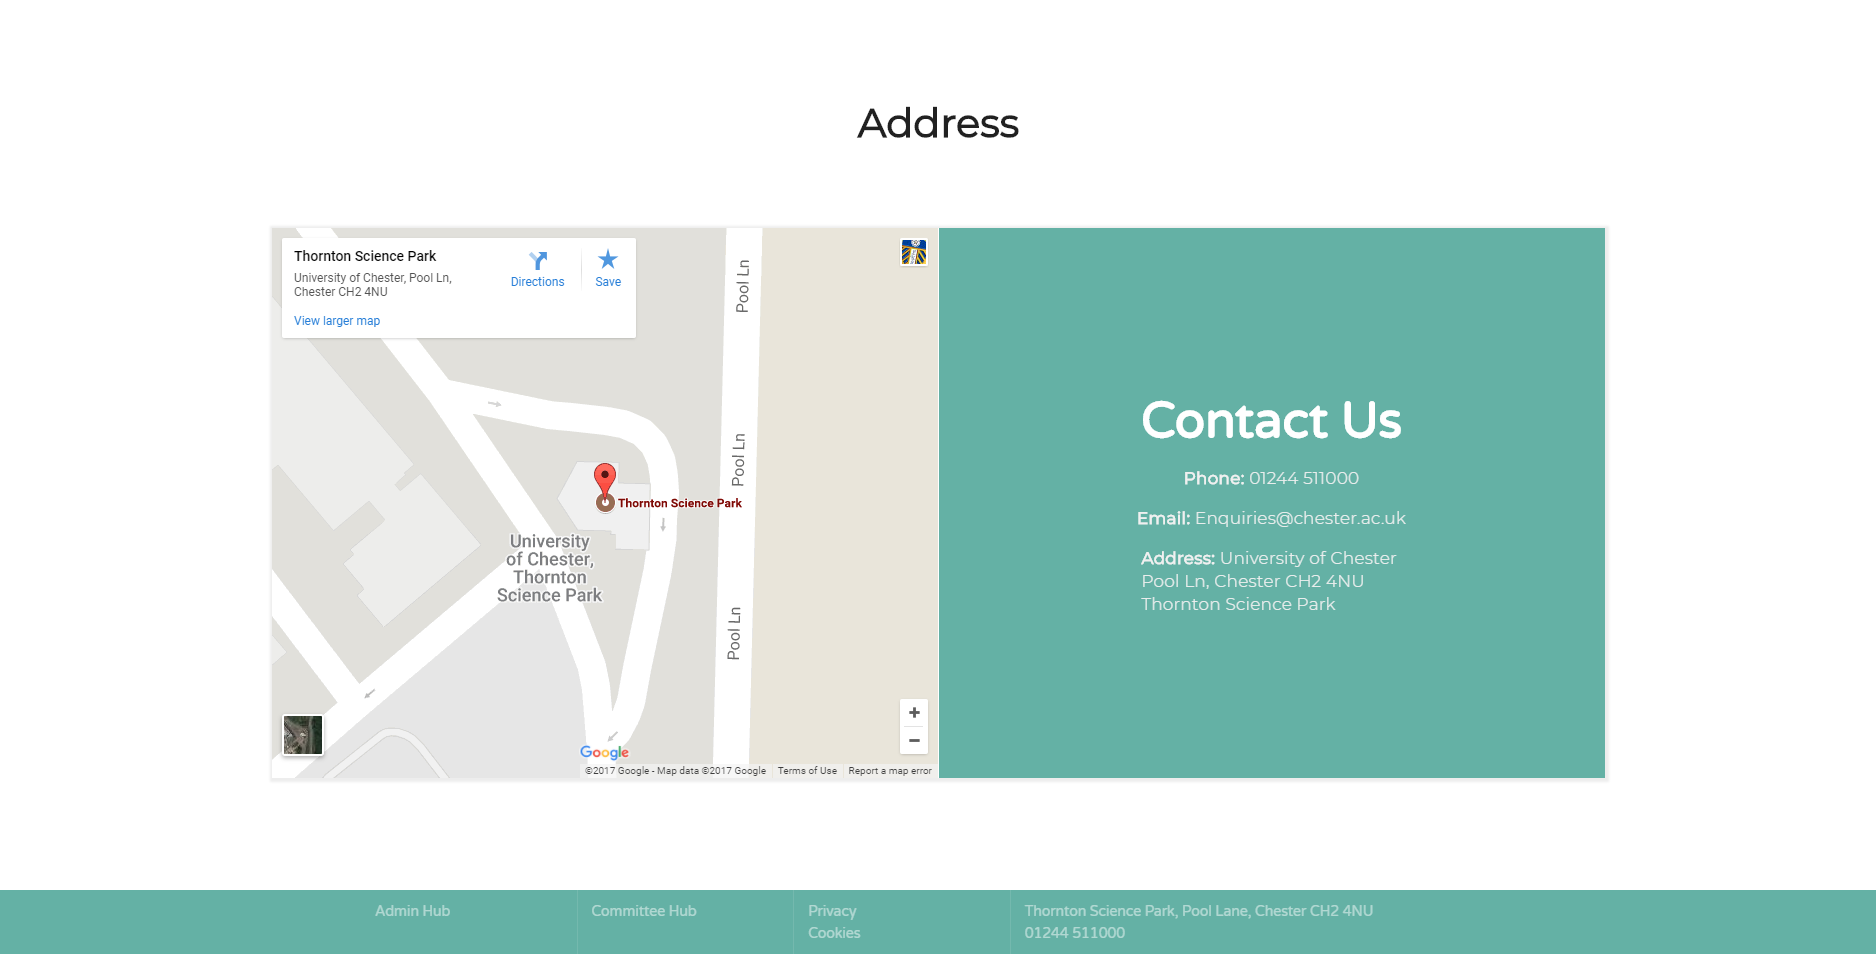 Address
Thornton Science Park
University of Chester, Pool Ln,
Chester CH2 4NU
Directions
Save
View larger map
Pool Ln
Pool Ln
Thornton Science Park
University
of Chester,
Thornton
Science Park
Pool Ln
Google
©2017 Google - Map data ©2017 Google
Terms of Use
Report a map error
Contact Us
Phone: 01244 511000
Email: Enquiries@chester.ac.uk
Address: University of Chester
Pool Ln, Chester CH2 4NU
Thornton Science Park
Admin Hub
Committee Hub
Privacy
Cookies
Thornton Science Park, Pool Lane, Chester CH2 4NU
01244 511000